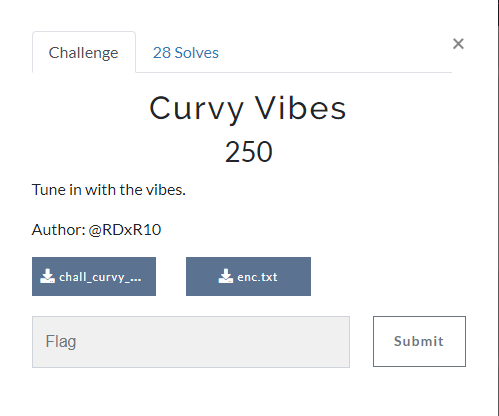 Challenge
28 Solves
×
Curvy Vibes
250
Tune in with the vibes.
Author: @RDxR10
chall_curvy_...
enc.txt
Flag
Submit